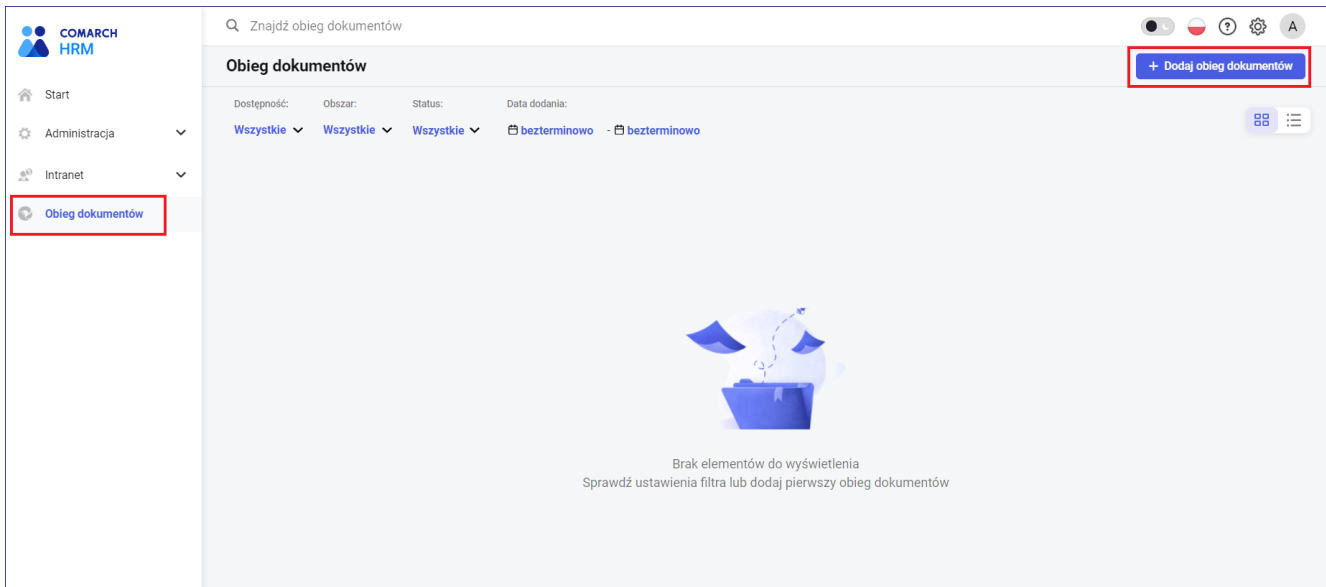 COMARCH
HRM
Znajdź obieg dokumentów
A
Obieg dokumentów
+ Dodaj obieg dokumentów
Start
Administracja
Intranet
Obieg dokumentów
Dostępność: Obszar: Status: Data dodania:
Wszystkie Wszystkie Wszystkie bezterminowo - bezterminowo
Brak elementów do wyświetlenia
Sprawdź ustawienia filtra lub dodaj pierwszy obieg dokumentów